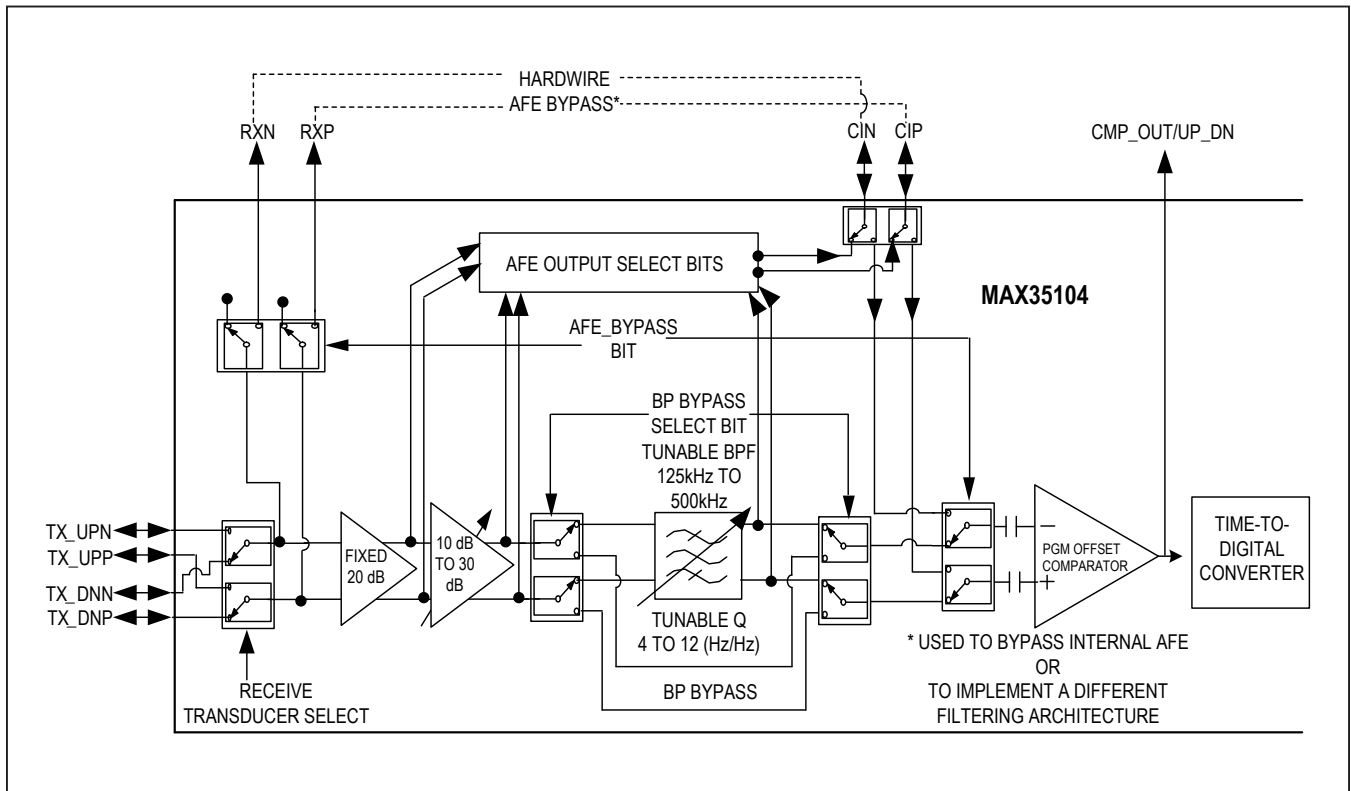 HARDWIRE
AFE BYPASS*
RXN
RXP
CIN
CIP
CMP_OUT/UP_DN
AFE OUTPUT SELECT BITS
MAX35104
AFE_BYPASS
BIT
BP BYPASS
SELECT BIT
TUNABLE BPF
125kHz TO
500kHz
TX_UPN
TX_UPP
TX_DNN
TX_DNP
FIXED
20 dB
10 dB
TO 30
dB
TUNABLE Q
4 TO 12 (Hz/Hz)
BP BYPASS
RECEIVE
TRANSDUCER SELECT
−
PGM OFFSET
COMPARATOR
+
TIME-TO-
DIGITAL
CONVERTER
* USED TO BYPASS INTERNAL AFE
OR
TO IMPLEMENT A DIFFERENT
FILTERING ARCHITECTURE